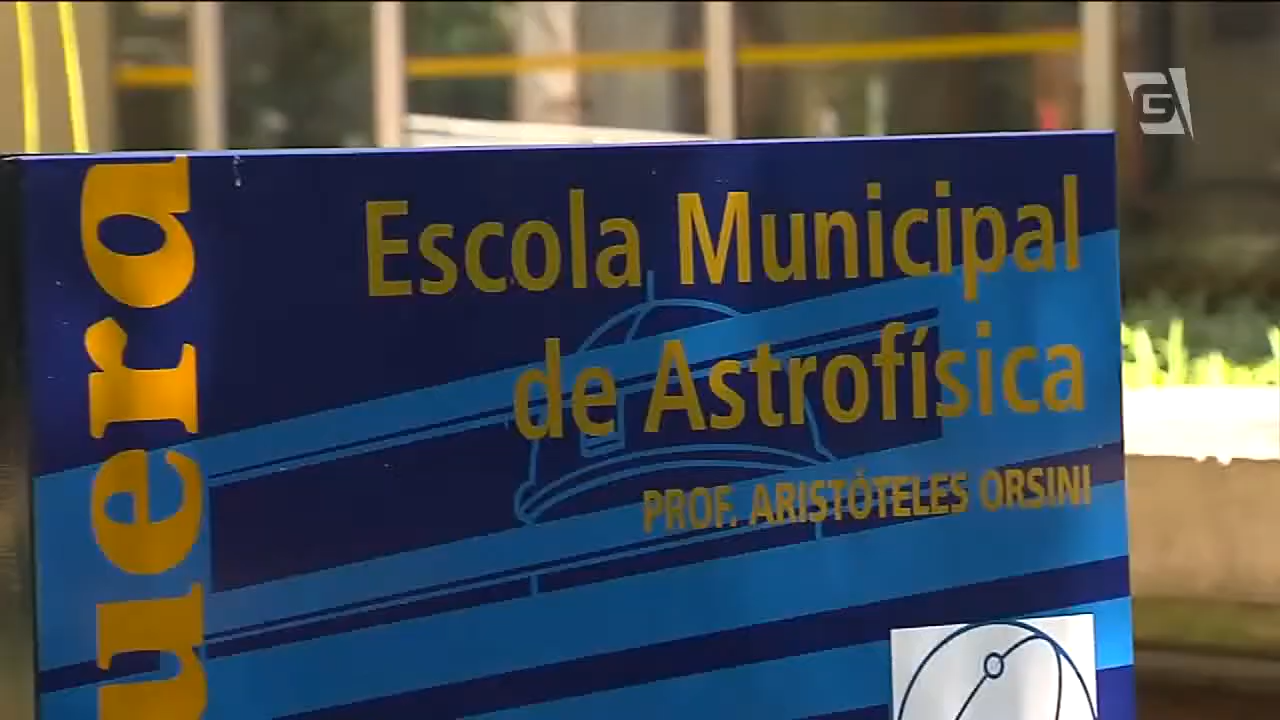 uera
Escola Municipal
de Astrofísica
PROF. ARISTÓTELES ORSINI
G